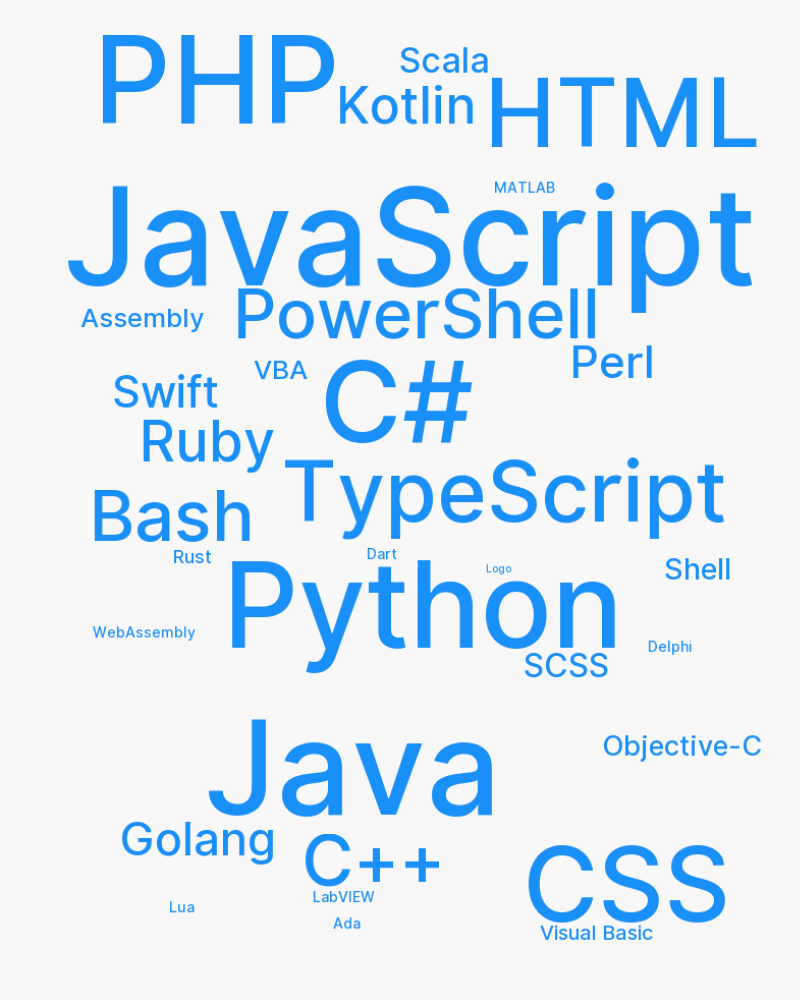 PHP
Scala
Kotlin
HTML
MATLAB
JavaScript
Assembly
PowerShell
VBA
Perl
Swift
C#
Ruby
TypeScript
Bash
Rust
Dart
Logo
Shell
Python
WebAssembly
Delphi
SCSS
Java
Objective-C
Golang
C++
CSS
LabVIEW
Lua
Ada
Visual Basic